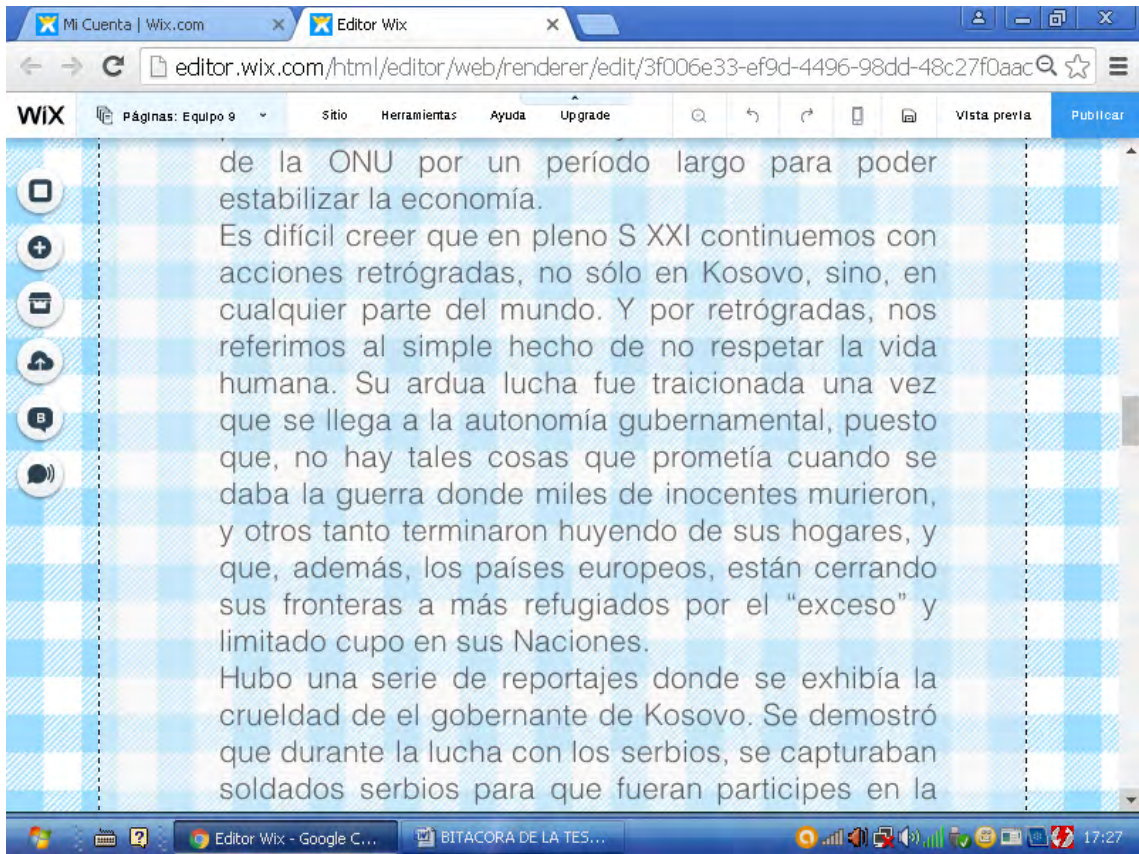 Mi Cuenta | Wix.com
Editor Wix
editor.wix.com/html/editor/web/renderer/edit/3f006e33-ef9d-4496-98dd-48c27f0aac
WiX Páginas: Equipo 9 Sitio Herramientas Ayuda Upgrade Vista previa Publicar
de la ONU por un período largo para poder
estabilizar la economía.
Es difícil creer que en pleno S XXI continuemos con
acciones retrógradas, no sólo en Kosovo, sino, en
cualquier parte del mundo. Y por retrógradas, nos
referimos al simple hecho de no respetar la vida
humana. Su ardua lucha fue traicionada una vez
que se llega a la autonomía gubernamental, puesto
que, no hay tales cosas que prometía cuando se
daba la guerra donde miles de inocentes murieron,
y otros tanto terminaron huyendo de sus hogares, y
que, además, los países europeos, están cerrando
sus fronteras a más refugiados por el “exceso” y
limitado cupo en sus Naciones.
Hubo una serie de reportajes donde se exhibía la
crueldad de el gobernante de Kosovo. Se demostró
que durante la lucha con los serbios, se capturaban
soldados serbios para que fueran participes en la
Editor Wix - Google C... BITACORA DE LA TES... 17:27